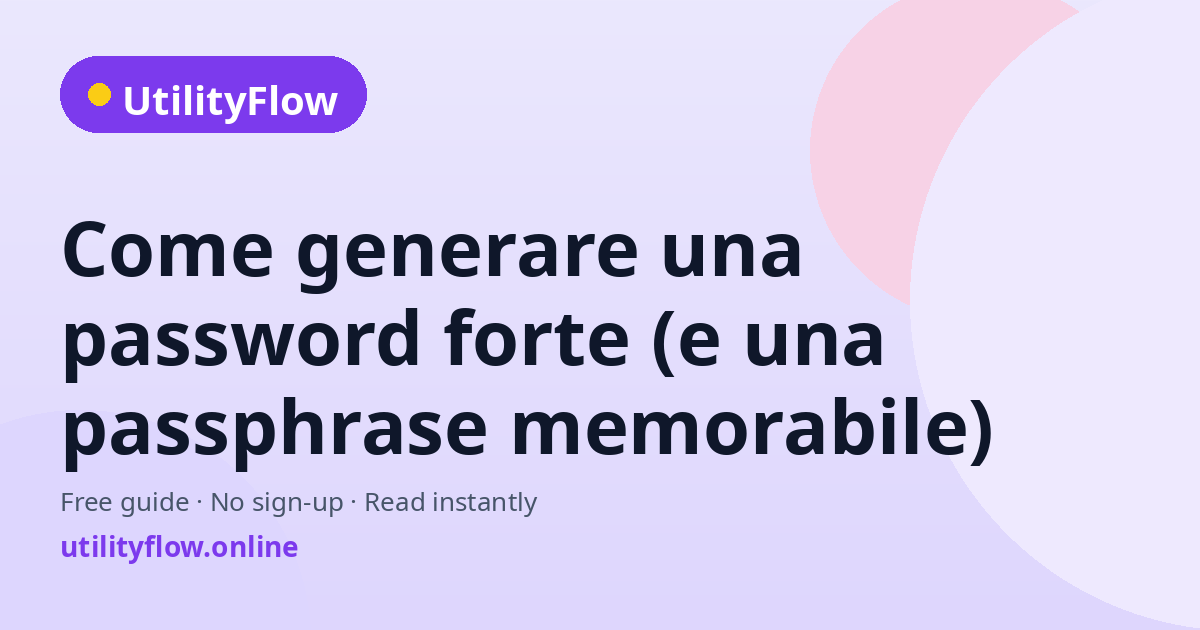 UtilityFlow
Come generare una
password forte (e una
passphrase memorabile)
Free guide · No sign-up · Read instantly
utilityflow.online